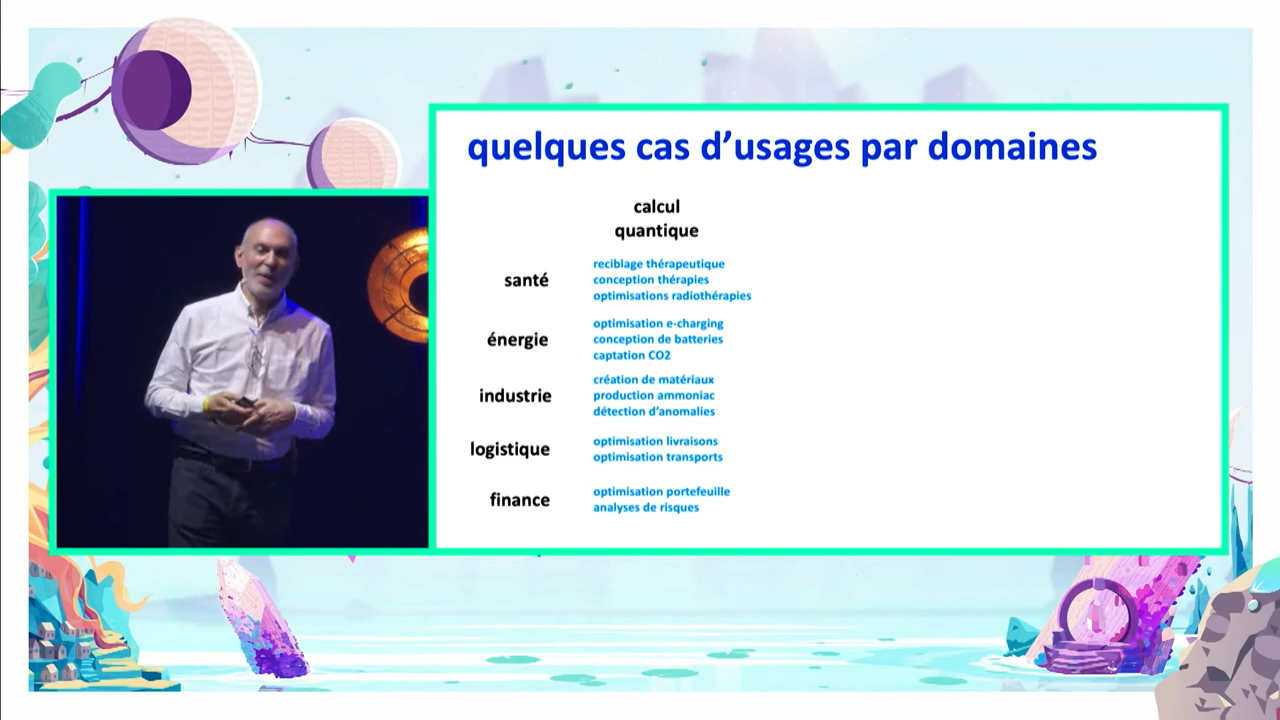 quelques cas d’usages par domaines
calcul
quantique
santé
reciblage thérapeutique
conception thérapies
optimisations radiothérapies
énergie
optimisation e-charging
conception de batteries
captation CO2
industrie
création de matériaux
production ammoniac
détection d’anomalies
logistique
optimisation livraisons
optimisation transports
finance
optimisation portefeuille
analyses de risques